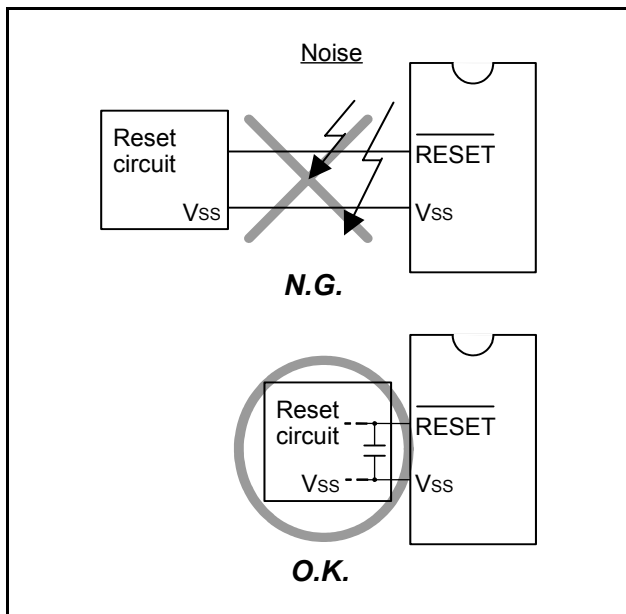 Noise
Reset
circuit
RESET
Vss
Vss
N.G.
Reset
circuit
RESET
Vss
Vss
O.K.